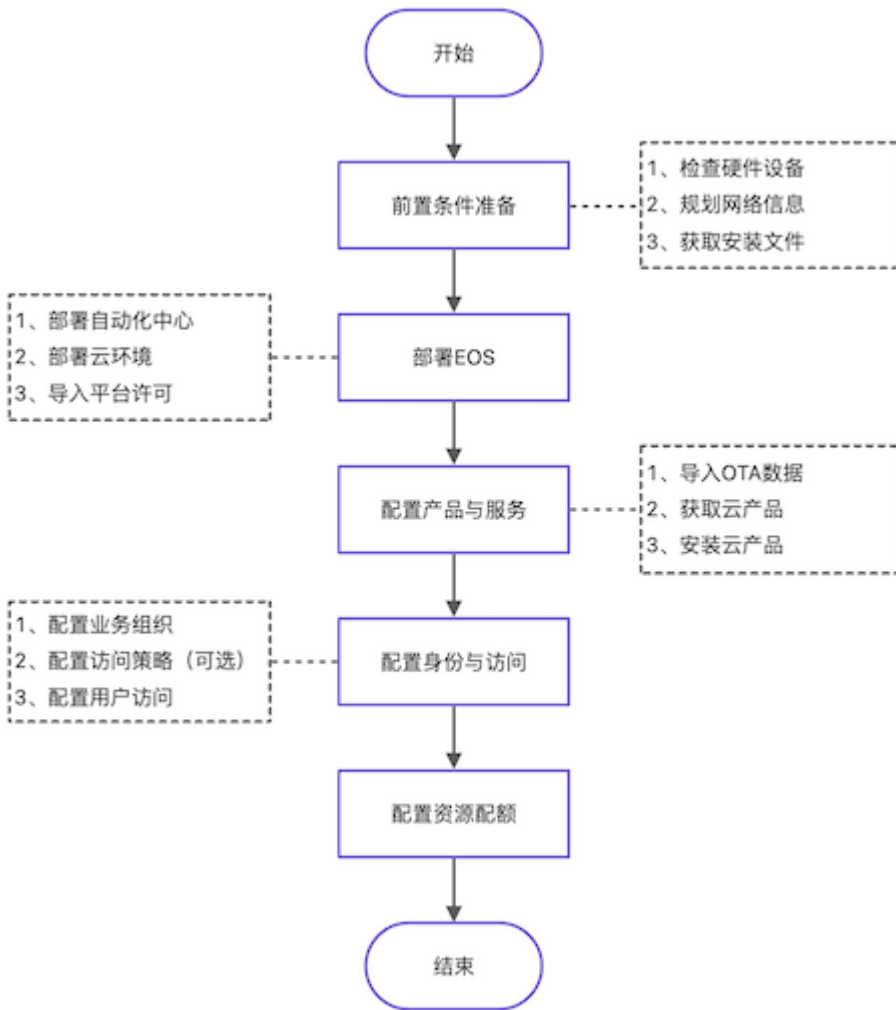 开始
前置条件准备
1、检查硬件设备
2、规划网络信息
3、获取安装文件
1、部署自动化中心
2、部署云环境
3、导入平台许可
部署EOS
配置产品与服务
1、导入OTA数据
2、获取云产品
3、安装云产品
1、配置业务组织
2、配置访问策略（可选）
3、配置用户访问
配置身份与访问
配置资源配额
结束